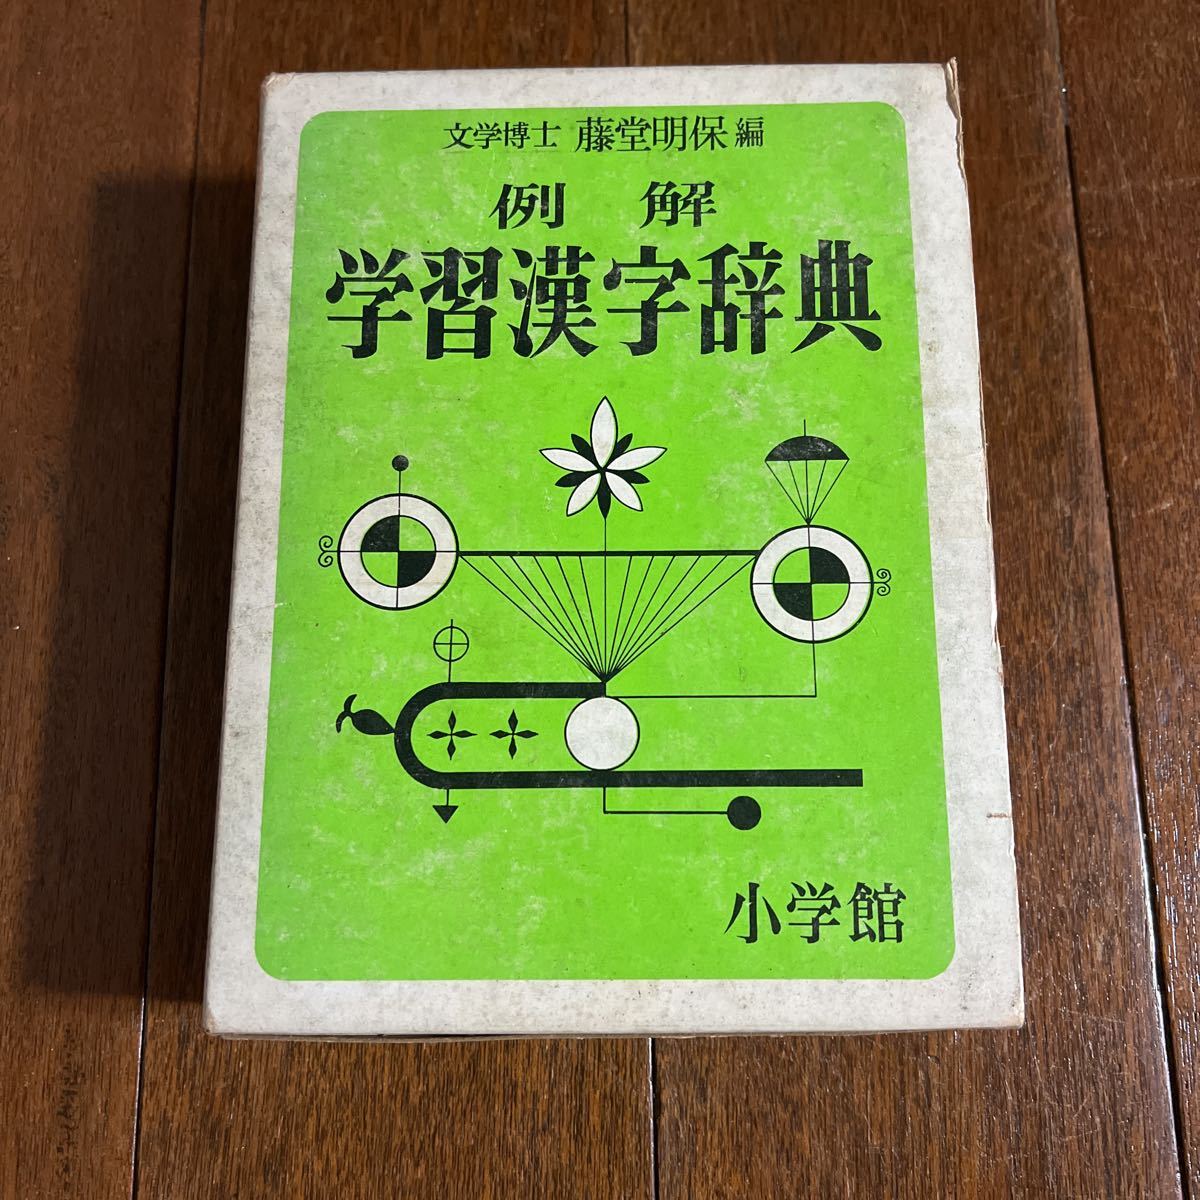 文学博士 藤堂明保 編
例 解
学習漢字辞典
小学館